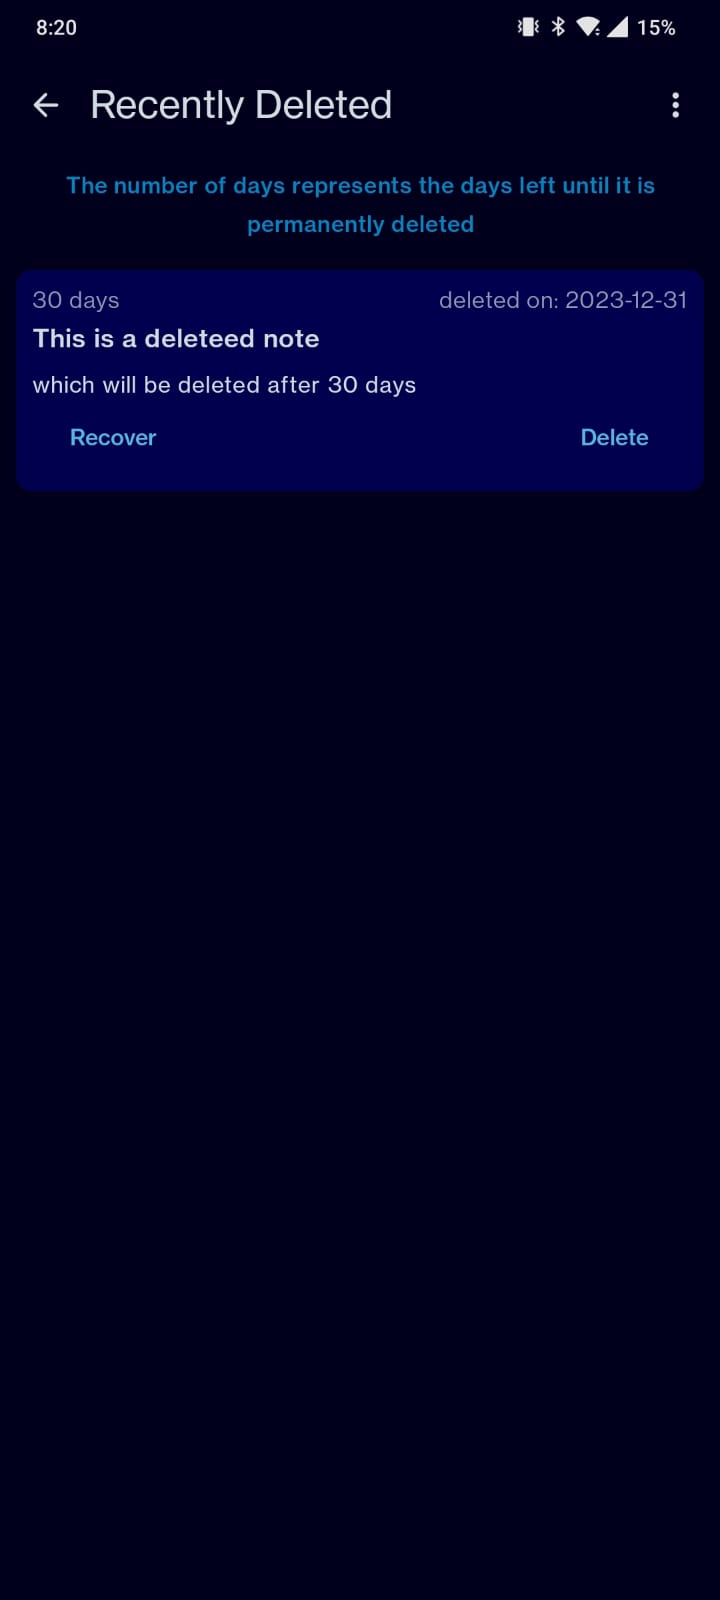 8:20
15%
Recently Deleted
The number of days represents the days left until it is
permanently deleted
30 days
deleted on: 2023-12-31
This is a deleteed note
which will be deleted after 30 days
Recover
Delete